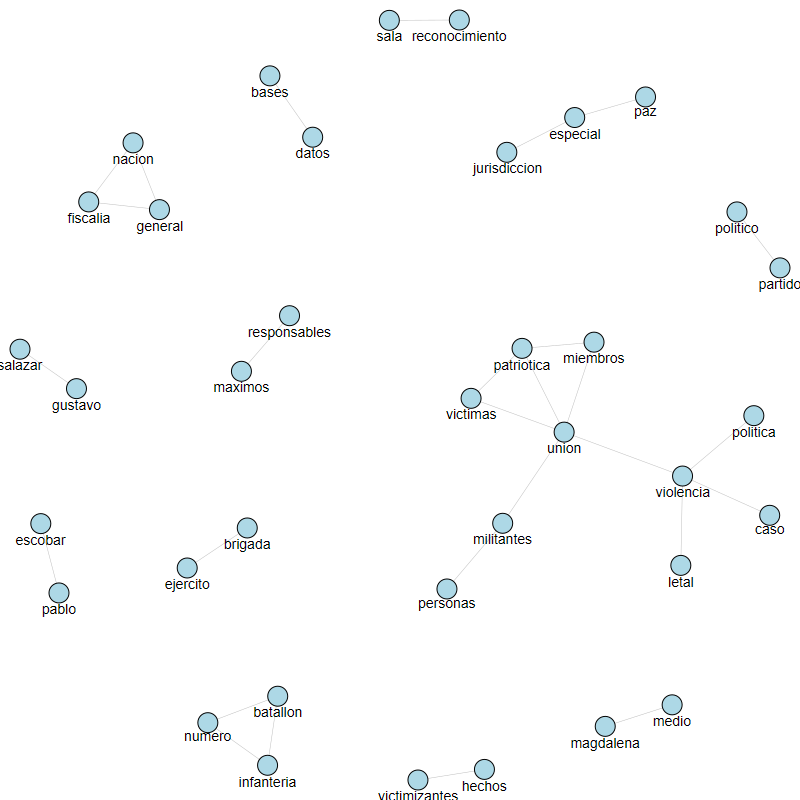 sala
reconocimiento
bases
paz
especial
datos
nacion
jurisdiccion
fiscalia
general
politico
partido
responsables
salazar
patriotica
miembros
maximos
gustavo
victimas
politica
union
violencia
caso
escobar
brigada
militantes
ejercito
letal
pablo
personas
batallon
medio
numero
magdalena
infanteria
hechos
victimizantes